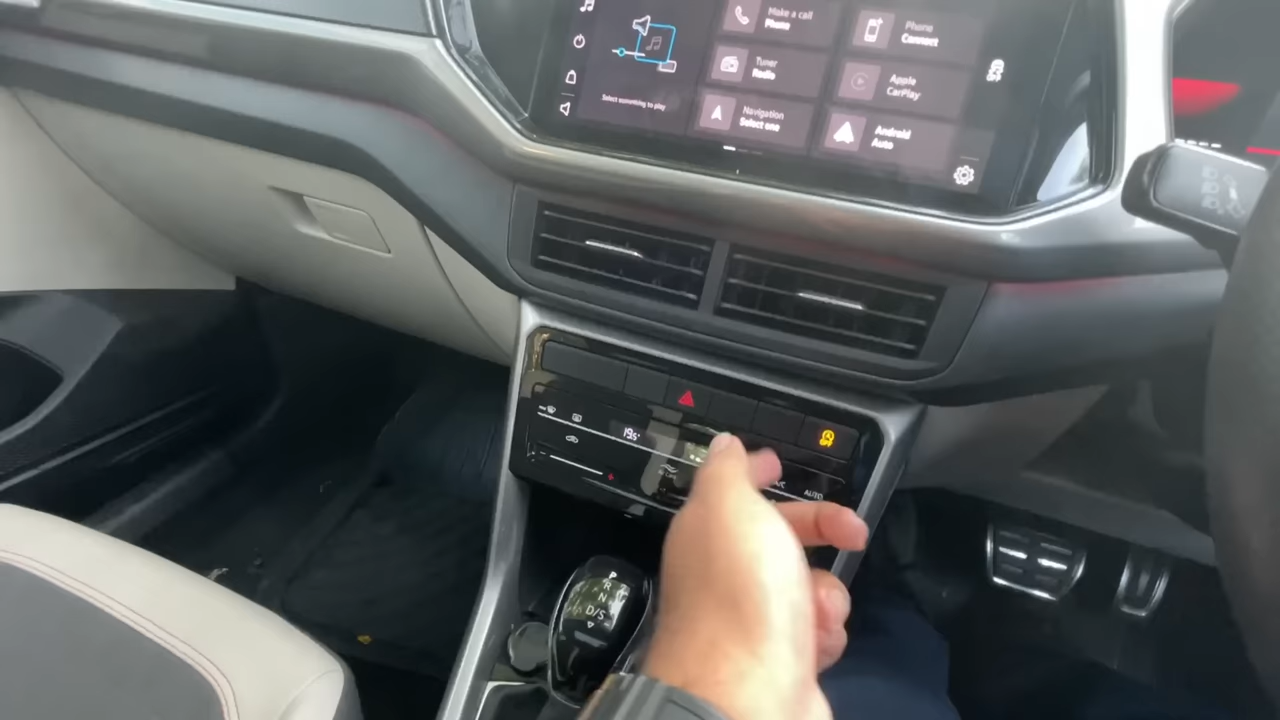 Make a call
Phone
Phone
Connect
Tuner
Radio
Apple
CarPlay
Navigation
Select one
Android
Auto
Select something to play
19.5°
A/C
AUTO
P
R
N
D/S